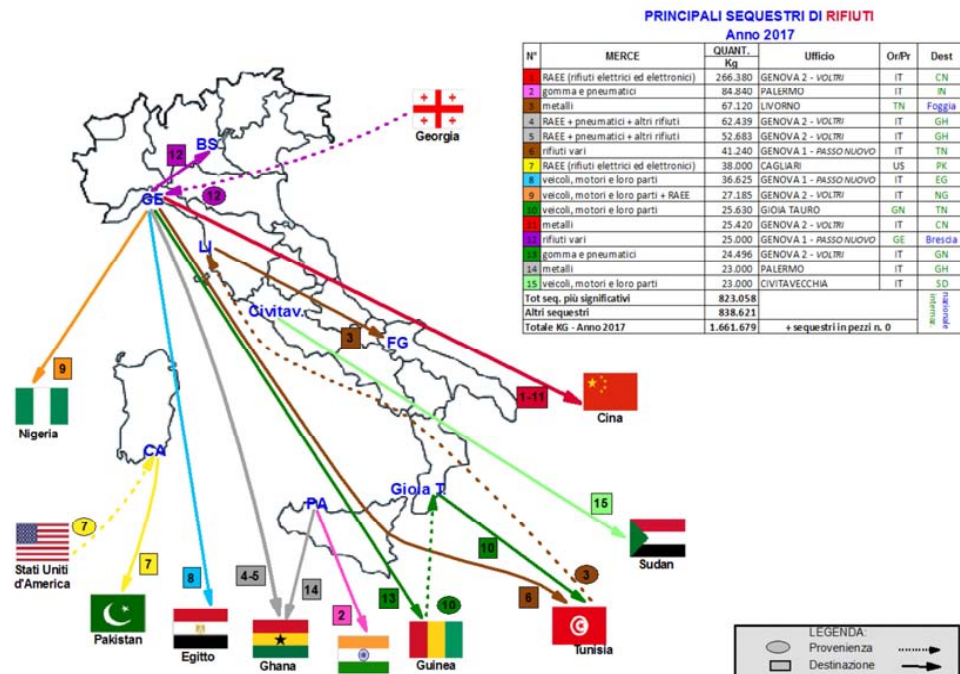 PRINCIPALI SEQUESTRI DI RIFIUTI
Anno 2017
N° MERCE QUANT. Kg Ufficio Or/Pr Dest
1 RAEE (rifiuti elettrici ed elettronici) 266.380 GENOVA 2 - VOLTRI IT CN
2 gomma e pneumatici 84.840 PALERMO IT IN
3 metalli 67.120 LIVORNO TN Foggia
4 RAEE + pneumatici + altri rifiuti 62.439 GENOVA 2 - VOLTRI IT GH
5 RAEE + pneumatici + altri rifiuti 52.683 GENOVA 2 - VOLTRI IT GH
6 rifiuti vari 41.240 GENOVA 1 - PASSO NUOVO IT TN
7 RAEE (rifiuti elettrici ed elettronici) 38.000 CAGLIARI US PK
8 veicoli, motori e loro parti 36.625 GENOVA 1 - PASSO NUOVO IT EG
9 veicoli, motori e loro parti + RAEE 27.185 GENOVA 2 - VOLTRI IT NG
10 veicoli, motori e loro parti 25.630 GIOIA TAURO GN TN
11 metalli 25.420 GENOVA 2 - VOLTRI IT CN
12 rifiuti vari 25.000 GENOVA 1 - PASSO NUOVO GE Brescia
13 gomma e pneumatici 24.496 GENOVA 2 - VOLTRI IT GN
14 metalli 23.000 PALERMO IT GH
15 veicoli, motori e loro parti 23.000 CIVITAVECCHIA IT SD
Tot seq. più significativi 823.058
Altri sequestri 838.621
Totale KG - Anno 2017 1.661.679 + sequestri in pezzi n. 0
nazionale
internaz.
Georgia
BS
12
12
GE
LI
Civitav.
3
FG
9
Nigeria
1-11
Cina
CA
Gioia T.
PA
15
Sudan
7
Stati Uniti
d'America
7
Pakistan
8
Egitto
4-5
14
Ghana
2
13
10
Guinea
10
6
3
Tunisia
LEGENDA:
Provenienza
Destinazione